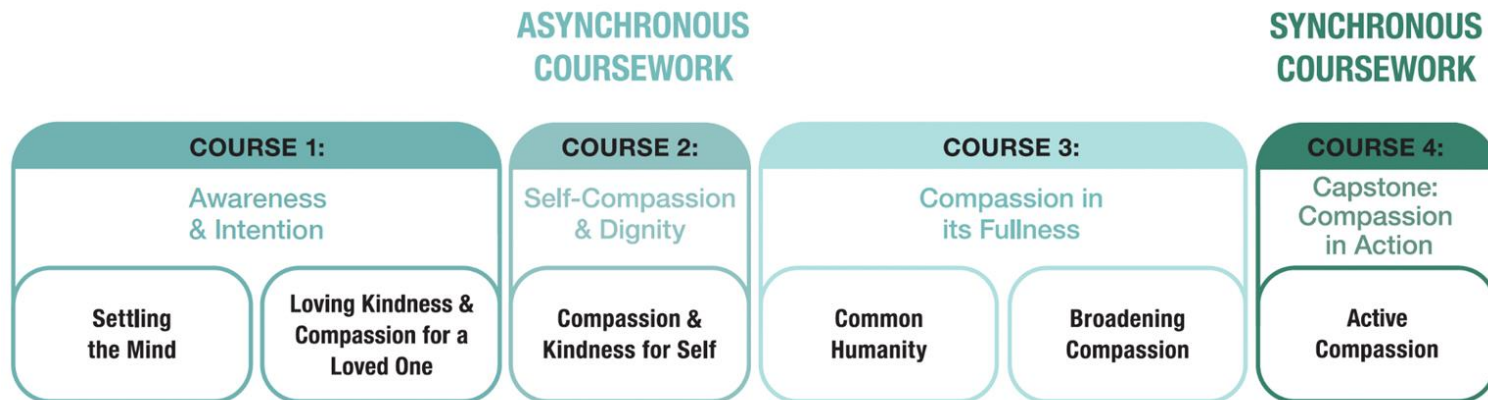 ASYNCHRONOUS
COURSEWORK
SYNCHRONOUS
COURSEWORK
COURSE 1:
Awareness
& Intention
Settling
the Mind
Loving Kindness &
Compassion for a
Loved One
COURSE 2:
Self-Compassion
& Dignity
Compassion &
Kindness for Self
COURSE 3:
Compassion in
its Fullness
Common
Humanity
Broadening
Compassion
COURSE 4:
Capstone:
Compassion
in Action
Active
Compassion